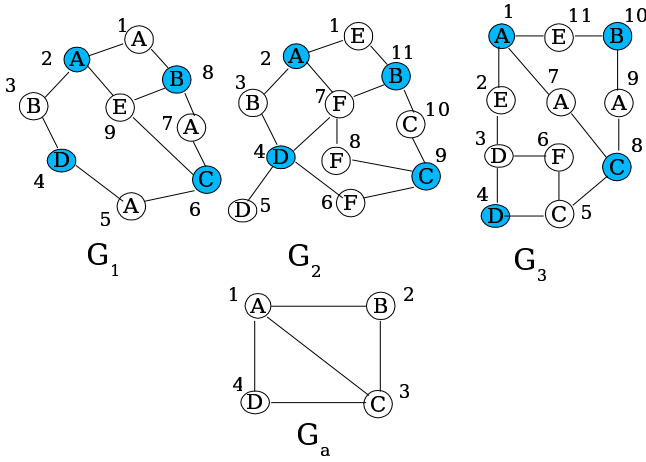 1 A
2 A
B 8
3 B
E 9
7 A
D 4
C 6
5 A
G1
1 E
2 A
B 11
3 B
7 F
C 10
4 D
8 F
C 9
D 5
6 F
G2
1 A
11 E
10 B
2 E
7 A
9 A
3 D
6 F
8 C
4 D
C 5
G3
1 A
B 2
4 D
C 3
Ga